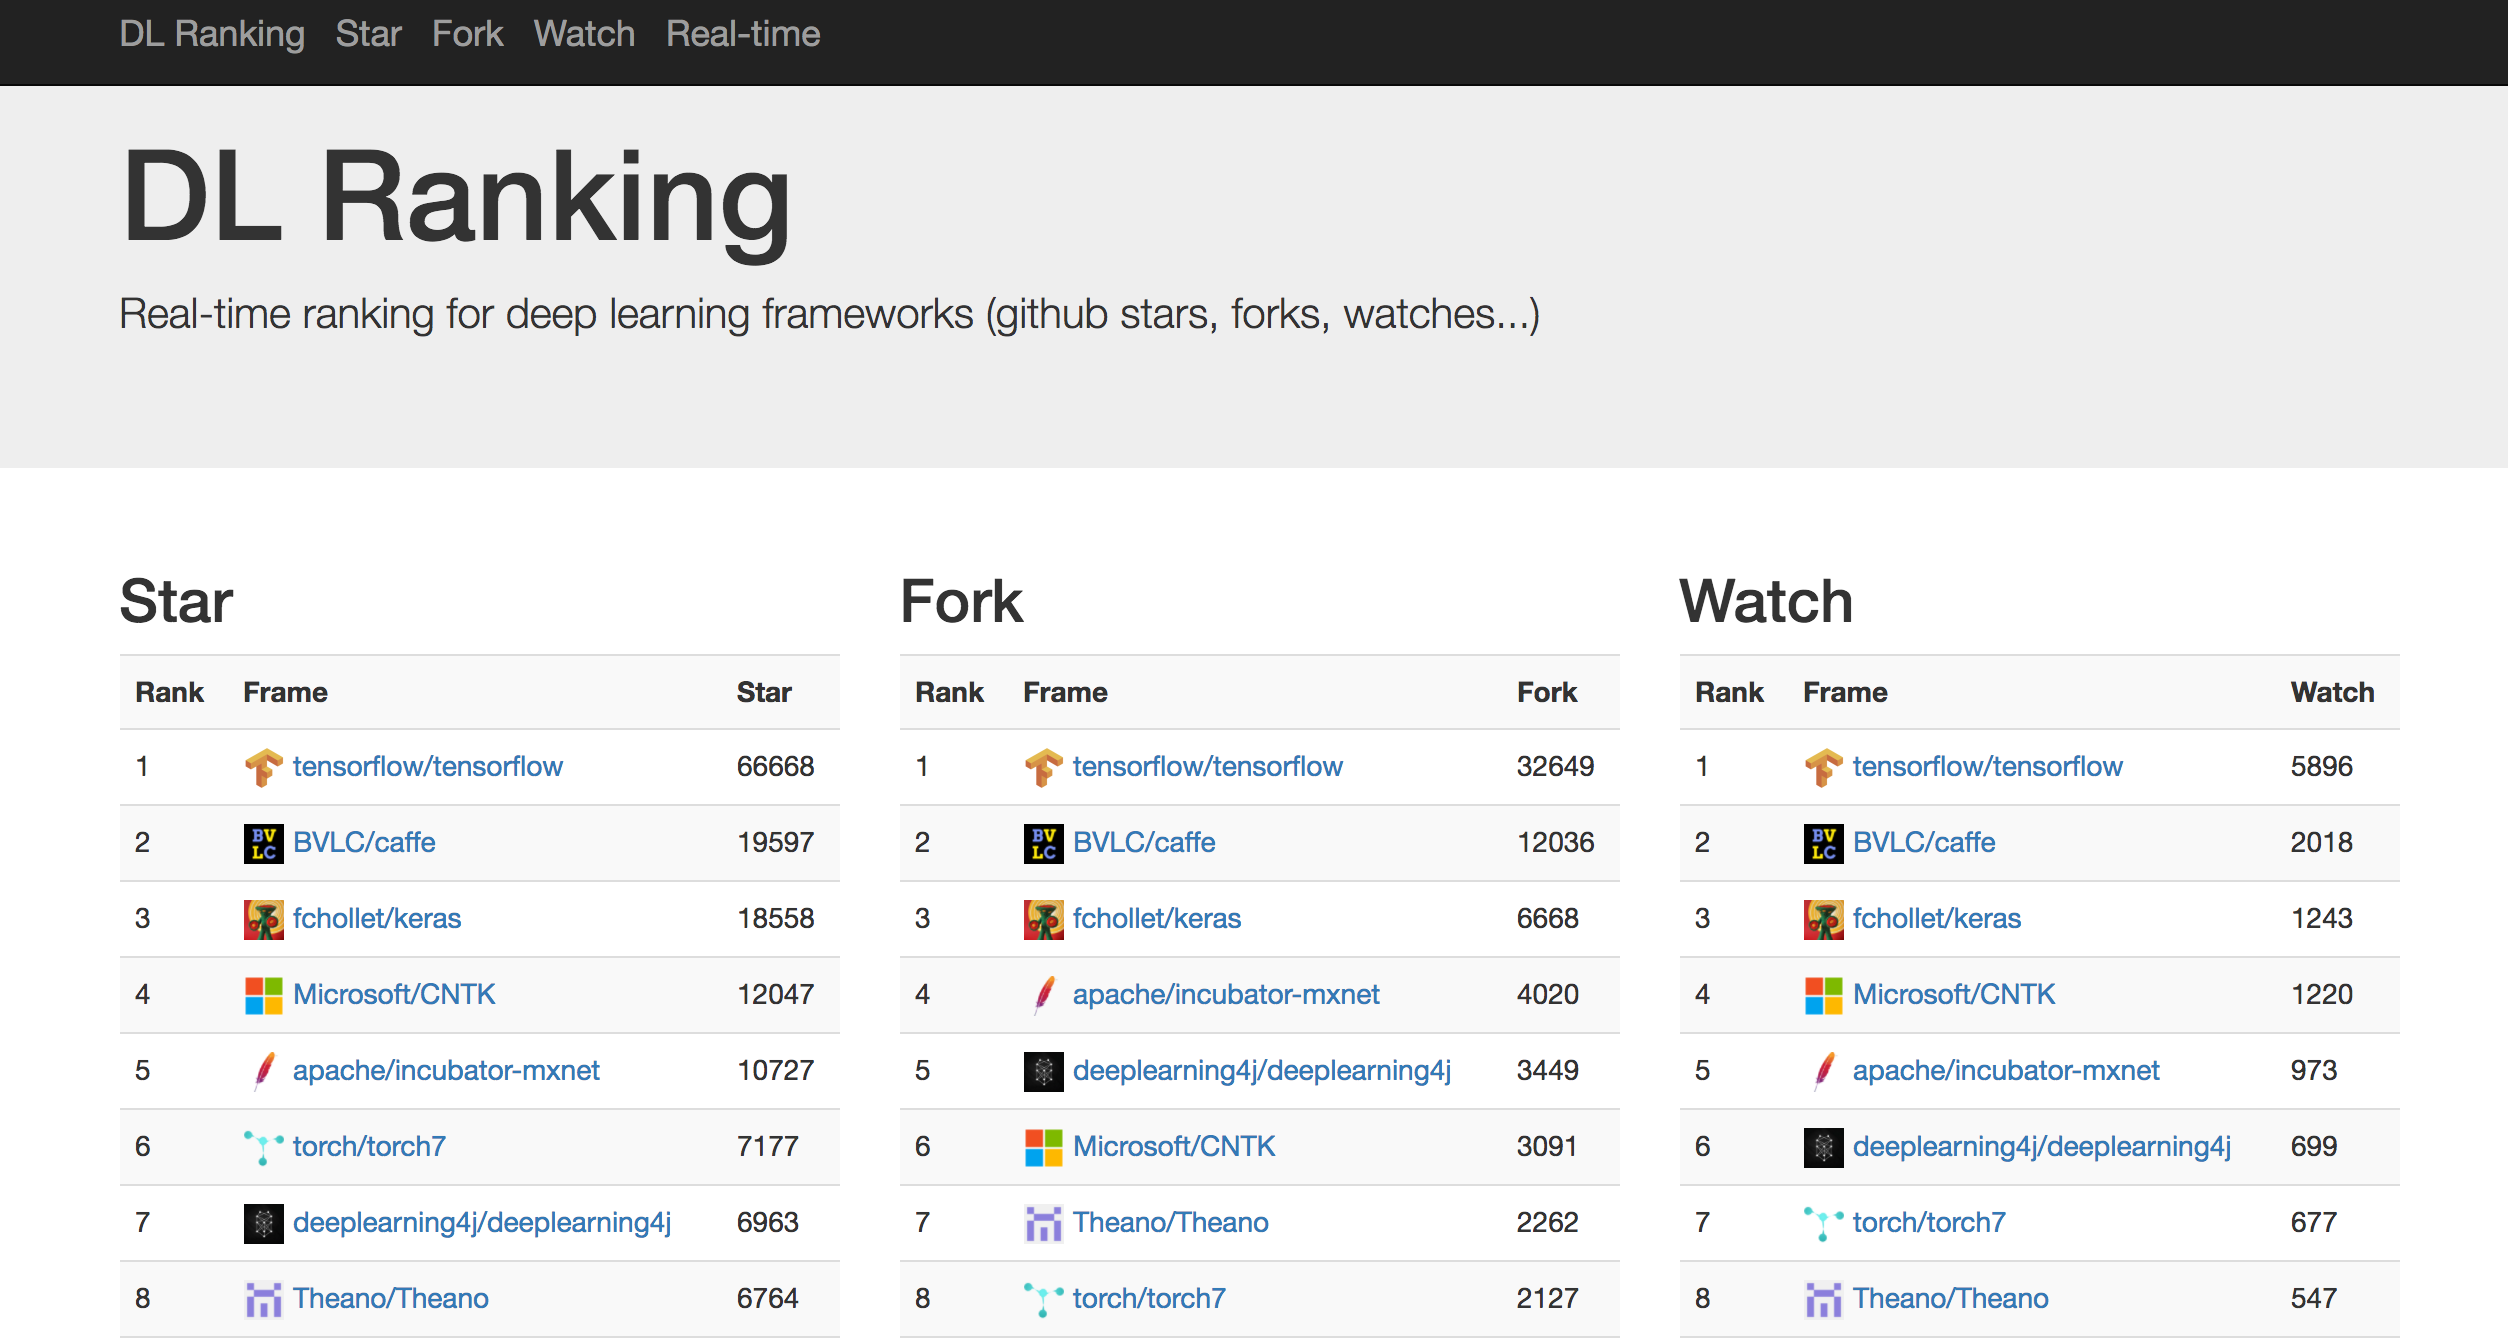 DL Ranking Star Fork Watch Real-time
DL Ranking
Real-time ranking for deep learning frameworks (github stars, forks, watches...)
Star
Rank Frame Star
1 tensorflow/tensorflow 66668
2 BVLC BVLC/caffe 19597
3 fchollet/keras 18558
4 Microsoft/CNTK 12047
5 apache/incubator-mxnet 10727
6 torch/torch7 7177
7 deeplearning4j/deeplearning4j 6963
8 Theano/Theano 6764
Fork
Rank Frame Fork
1 tensorflow/tensorflow 32649
2 BVLC BVLC/caffe 12036
3 fchollet/keras 6668
4 apache/incubator-mxnet 4020
5 deeplearning4j/deeplearning4j 3449
6 Microsoft/CNTK 3091
7 Theano/Theano 2262
8 torch/torch7 2127
Watch
Rank Frame Watch
1 tensorflow/tensorflow 5896
2 BVLC BVLC/caffe 2018
3 fchollet/keras 1243
4 Microsoft/CNTK 1220
5 apache/incubator-mxnet 973
6 deeplearning4j/deeplearning4j 699
7 torch/torch7 677
8 Theano/Theano 547